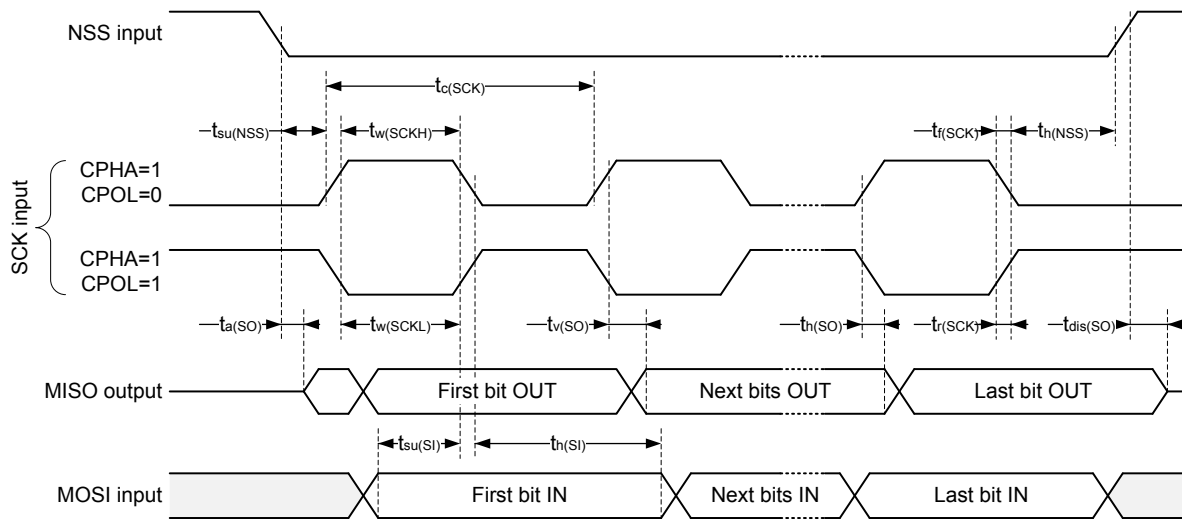 NSS input
tc(SCK)
tsu(NSS)
tw(SCKH)
tf(SCK)
th(NSS)
SCK input
CPHA=1
CPOL=0
CPHA=1
CPOL=1
ta(SO)
tw(SCKL)
tv(SO)
th(SO)
tr(SCK)
tdis(SO)
MISO output
First bit OUT
Next bits OUT
Last bit OUT
tsu(SI)
th(SI)
MOSI input
First bit IN
Next bits IN
Last bit IN